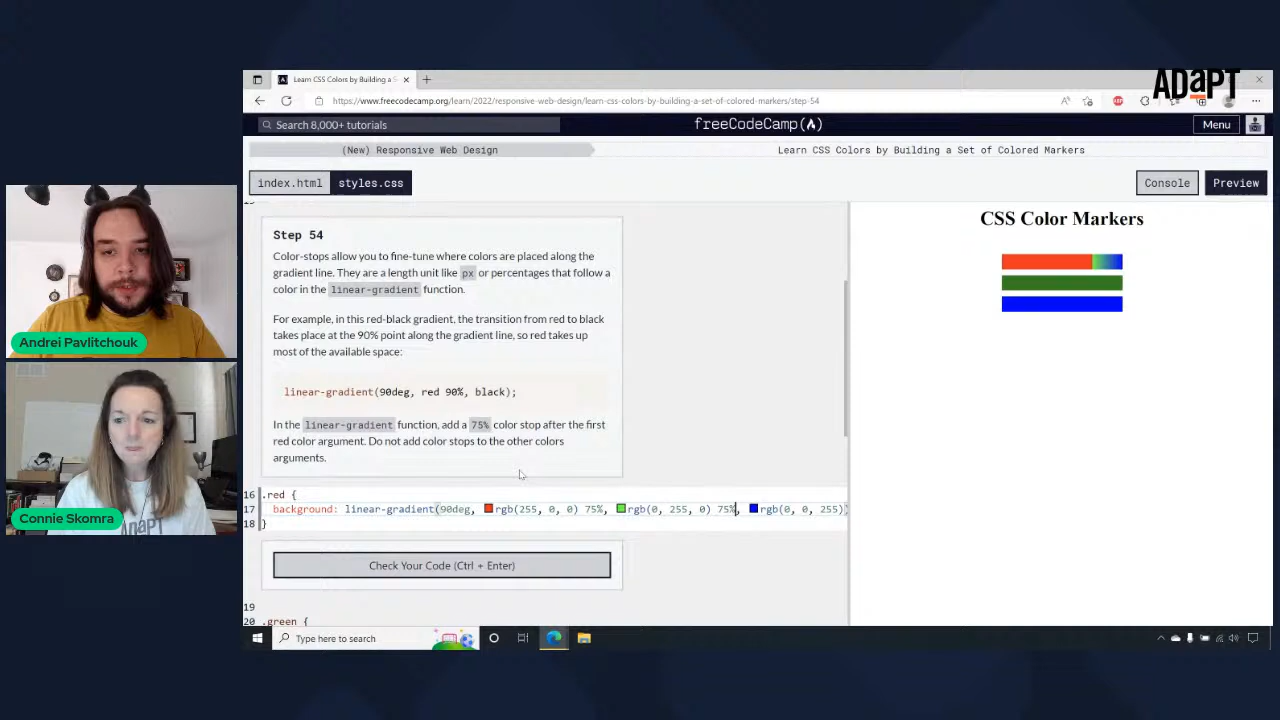 ADAPT
Learn CSS Colors by Building a S
https://www.freecodecamp.org/learn/2022/responsive-web-design/learn-css-colors-by-building-a-set-of-colored-markers/step-54
Search 8,000+ tutorials
freeCodeCamp
Menu
(New) Responsive Web Design
Learn CSS Colors by Building a Set of Colored Markers
index.html
styles.css
Console
Preview
Step 54
Color-stops allow you to fine-tune where colors are placed along the
gradient line. They are a length unit like px or percentages that follow a
color in the linear-gradient function.
For example, in this red-black gradient, the transition from red to black
takes place at the 90% point along the gradient line, so red takes up
most of the available space:
linear-gradient(90deg, red 90%, black);
In the linear-gradient function, add a 75% color stop after the first
red color argument. Do not add color stops to the other colors
arguments.
16 .red {
17 background: linear-gradient(90deg, rgb(255, 0, 0) 75%, rgb(0, 255, 0) 75%, rgb(0, 0, 255))
18 }
Check Your Code (Ctrl + Enter)
19
20 .green {
CSS Color Markers
Andrei Pavlitchouk
Connie Skomra
ADAPT
Type here to search